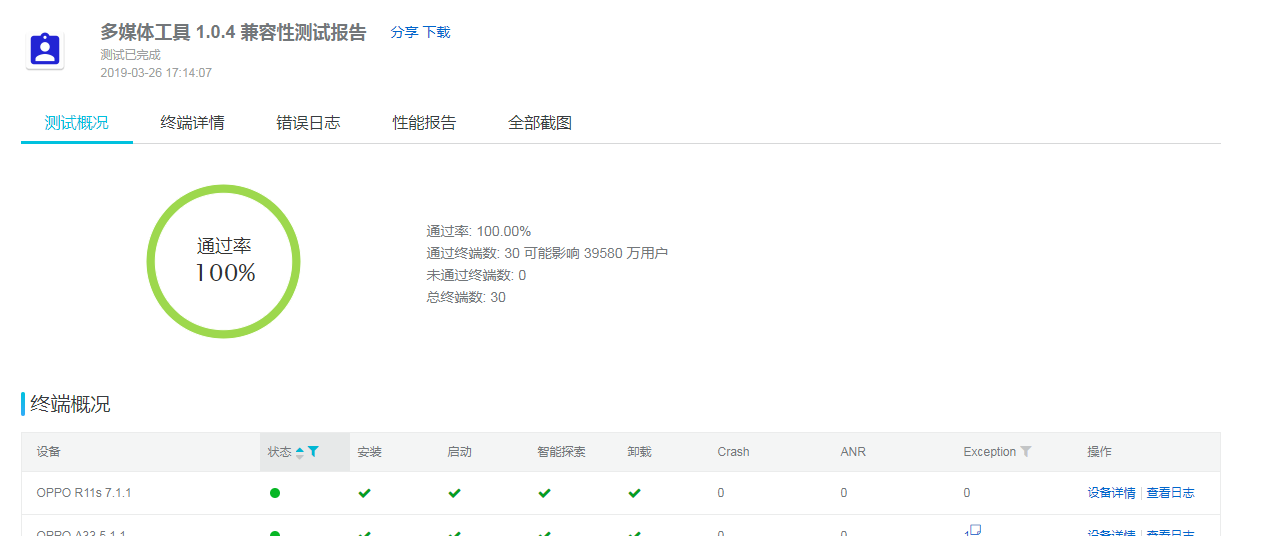 多媒体工具 1.0.4 兼容性测试报告 分享 下载
测试已完成
2019-03-26 17:14:07
测试概况 终端详情 错误日志 性能报告 全部截图
通过率
100%
通过率: 100.00%
通过终端数: 30 可能影响 39580 万用户
未通过终端数: 0
总终端数: 30
终端概况
设备 状态 安装 启动 智能探索 卸载 Crash ANR Exception 操作
OPPO R11s 7.1.1 0 0 0 设备详情 | 查看日志
OPPO A33 5.1.1 0 0 1 设备详情 | 查看日志